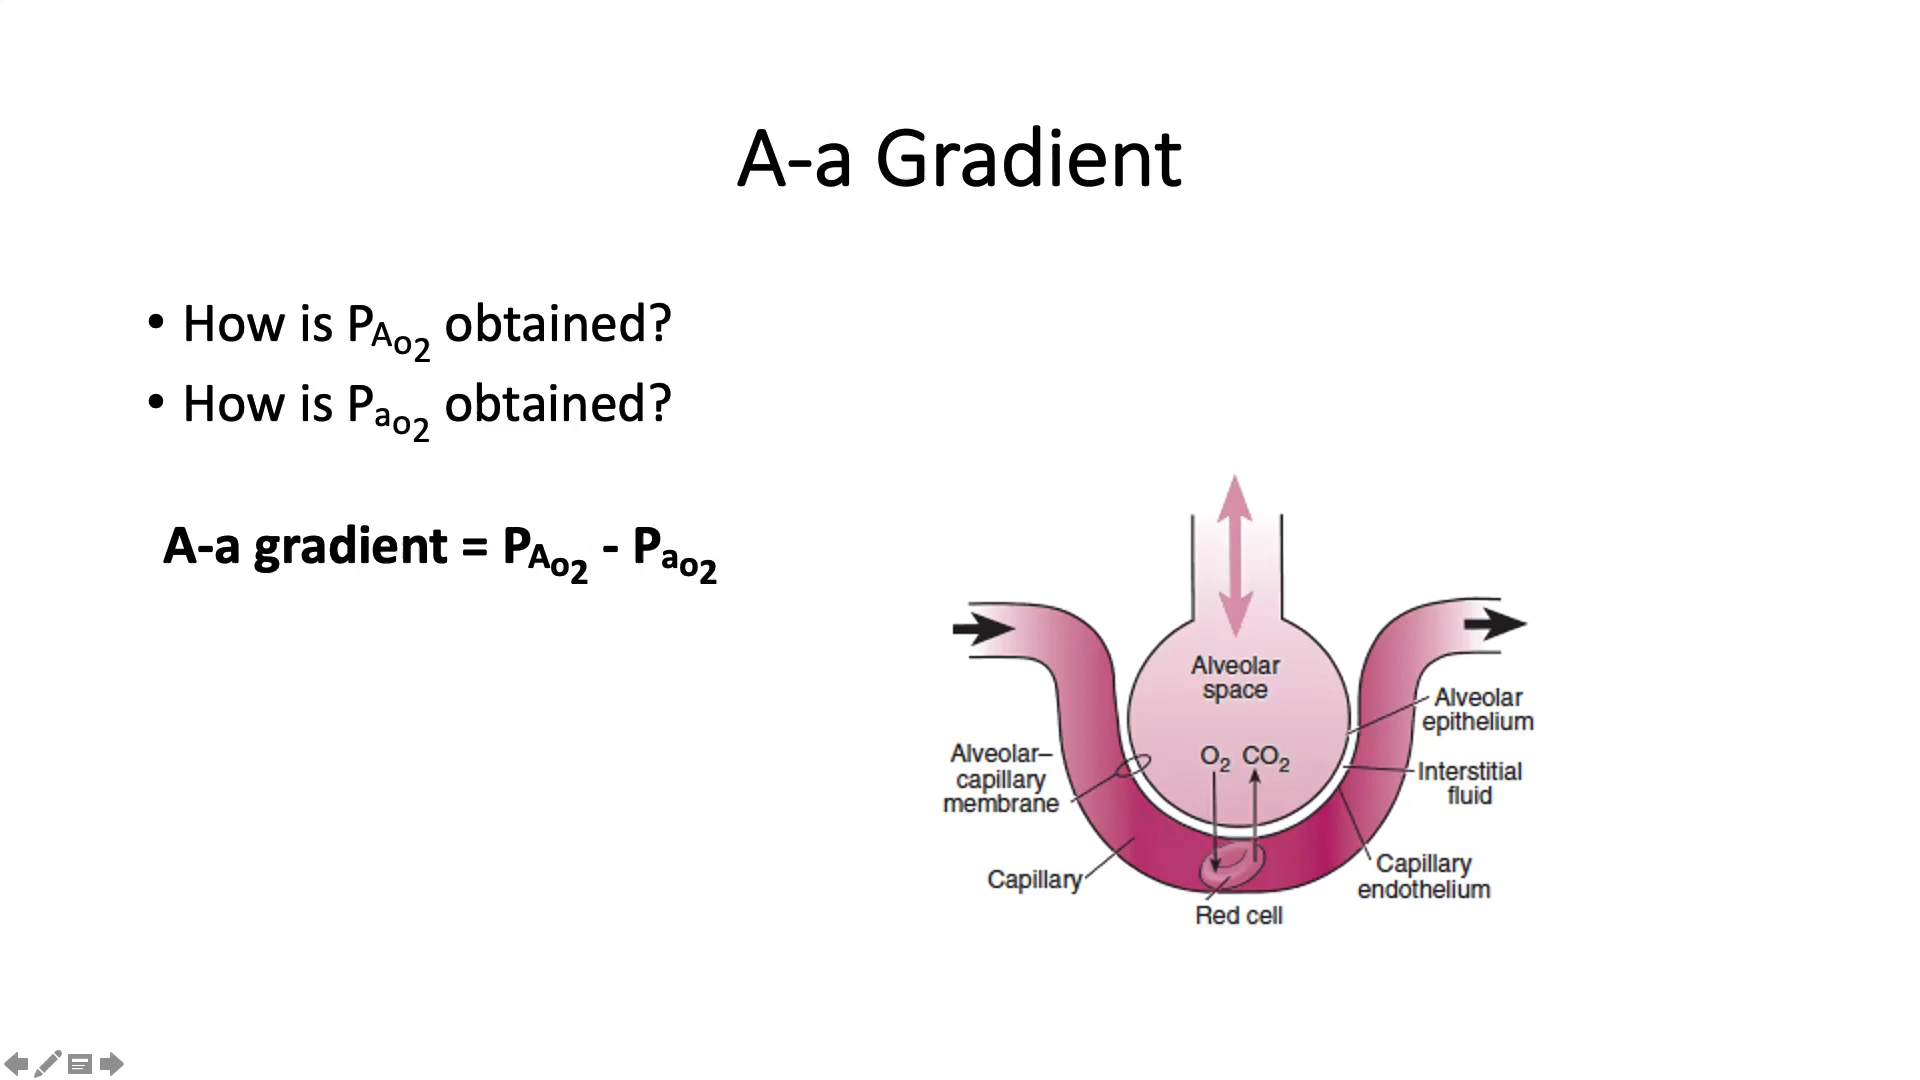 A-a Gradient
• How is PAo2 obtained?
• How is Pao2 obtained?
A-a gradient = PAo2 - Pao2
Alveolar
space
O2 CO2
Alveolar–
capillary
membrane
Capillary
Red cell
Alveolar
epithelium
Interstitial
fluid
Capillary
endothelium